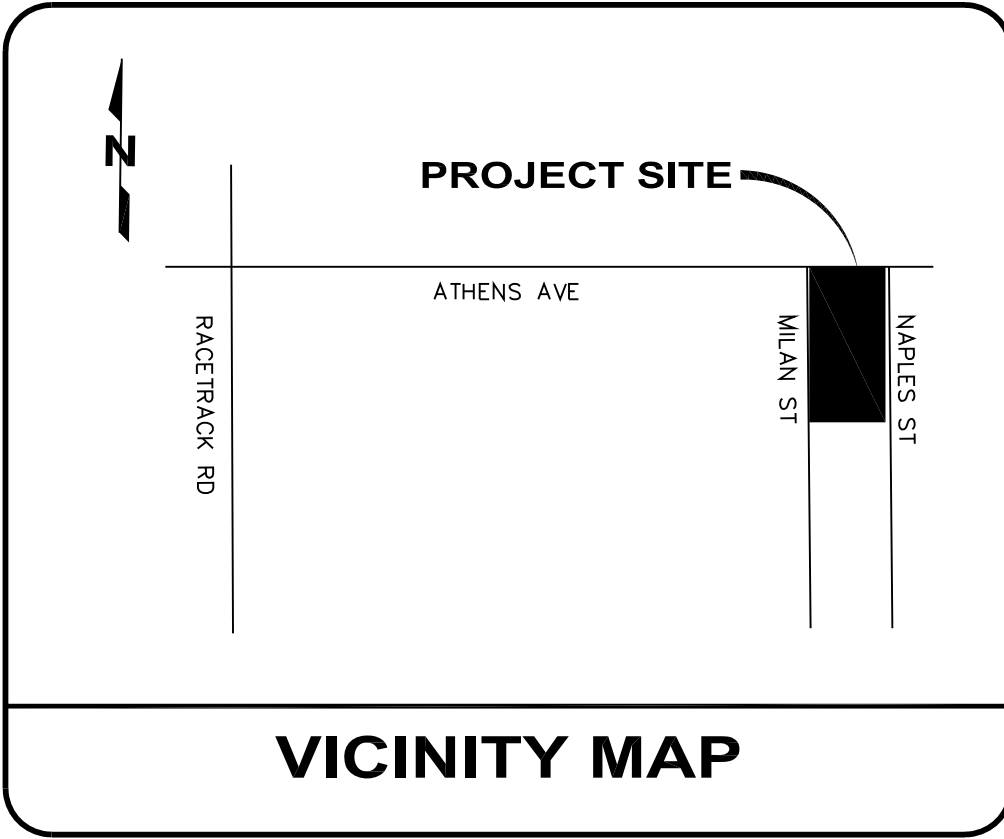 N
PROJECT SITE
ATHENS AVE
RACETRACK RD
MILAN ST
NAPLES ST
VICINITY MAP